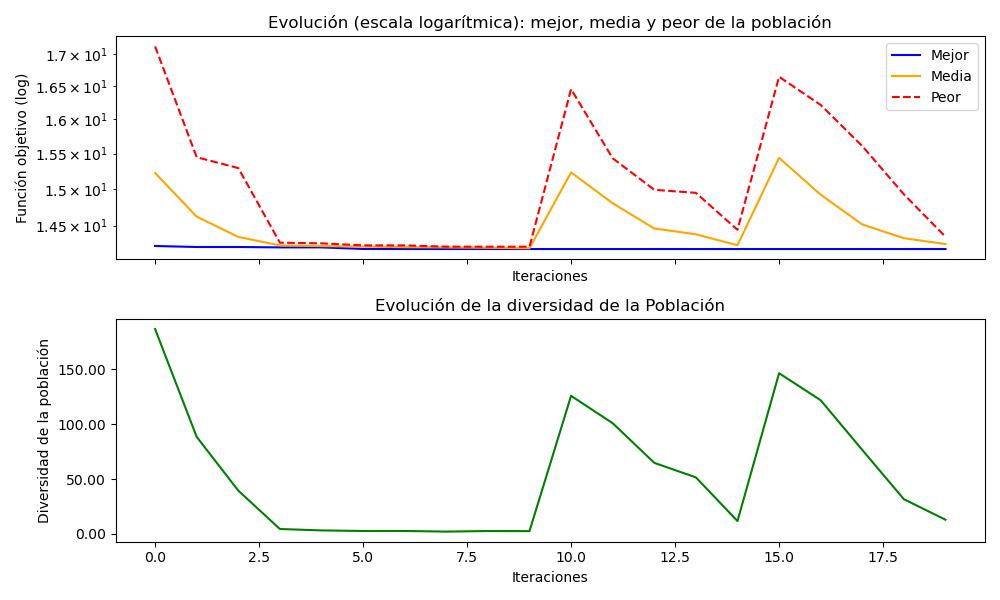 Evolución (escala logarítmica): mejor, media y peor de la población
Función objetivo (log)
1.7 × 10¹
1.65 × 10¹
1.6 × 10¹
1.55 × 10¹
1.5 × 10¹
1.45 × 10¹
Mejor
Media
Peor
Iteraciones
Evolución de la diversidad de la Población
Diversidad de la población
150.00
100.00
50.00
0.00
0.0 2.5 5.0 7.5 10.0 12.5 15.0 17.5
Iteraciones